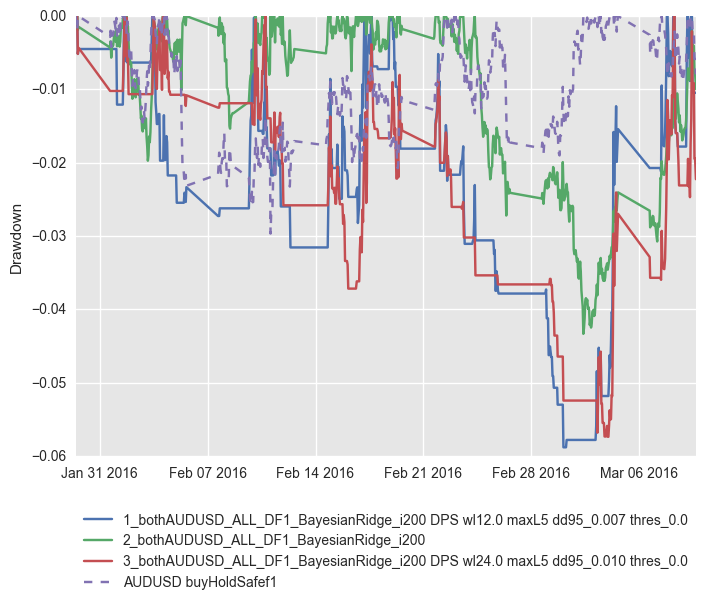 0.00
−0.01
−0.02
−0.03
−0.04
−0.05
−0.06
Drawdown
Jan 31 2016 Feb 07 2016 Feb 14 2016 Feb 21 2016 Feb 28 2016 Mar 06 2016
1_bothAUDUSD_ALL_DF1_BayesianRidge_i200 DPS wl12.0 maxL5 dd95_0.007 thres_0.0
2_bothAUDUSD_ALL_DF1_BayesianRidge_i200
3_bothAUDUSD_ALL_DF1_BayesianRidge_i200 DPS wl24.0 maxL5 dd95_0.010 thres_0.0
AUDUSD buyHoldSafef1